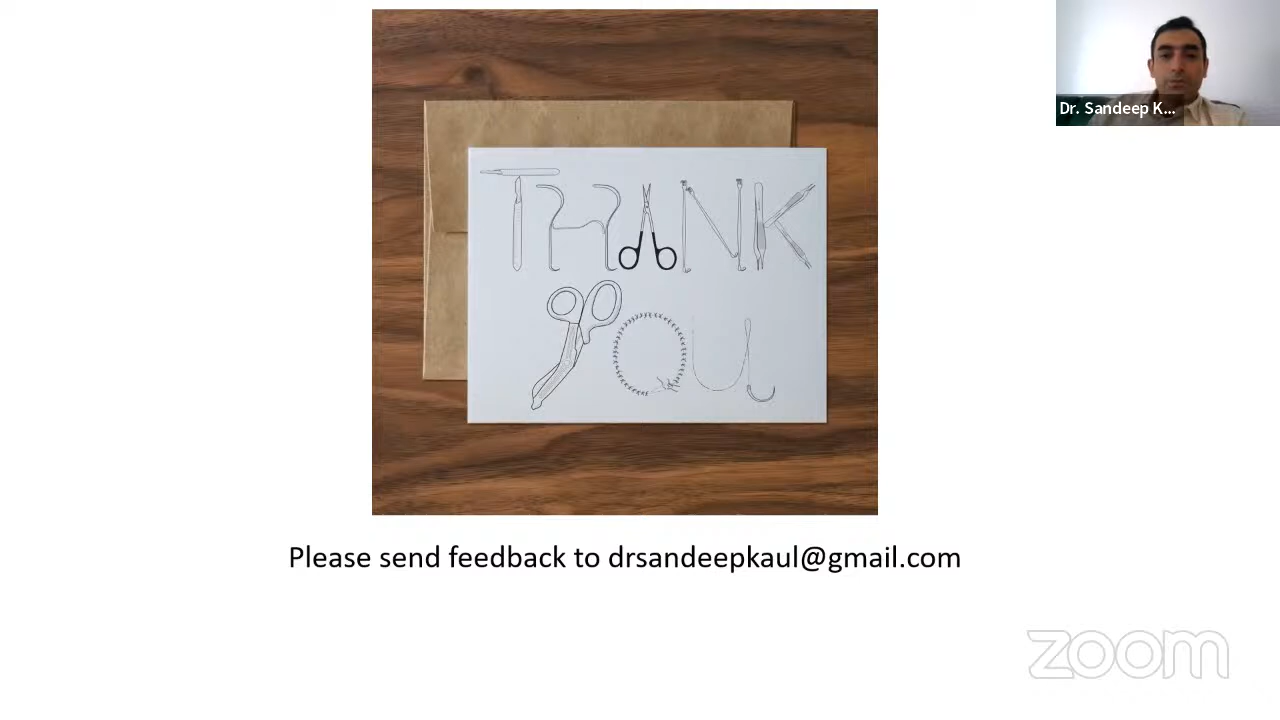 Dr. Sandeep K...
THANK
YOU
Please send feedback to drsandeepkaul@gmail.com
zoom